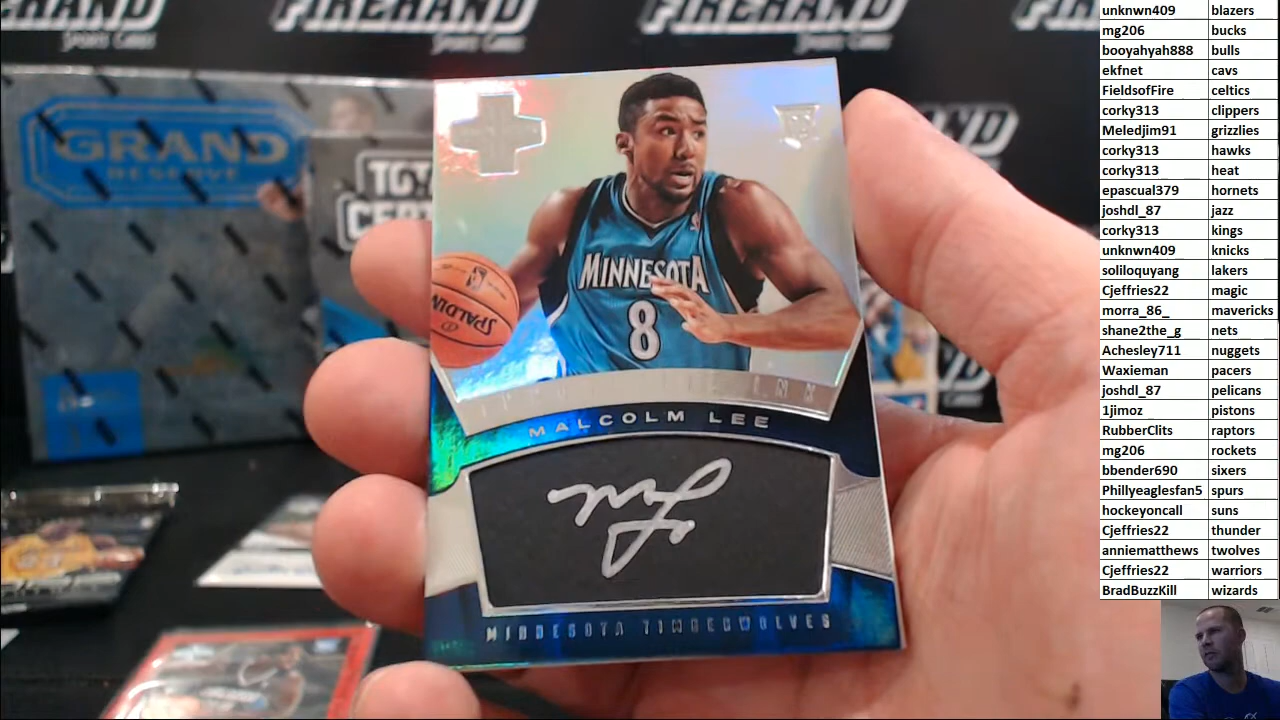 FIREHAND
Sports Cards
FIREHAND
Sports Cards
FIREHAND
Sports Cards
GRAND
RESERVE
SPALDING
MINNESOTA
8
MALCOLM LEE
MINNESOTA TIMBERWOLVES
unknwn409 blazers
mg206 bucks
booyahyah888 bulls
ekfnet cavs
FieldsofFire celtics
corky313 clippers
Meledjim91 grizzlies
corky313 hawks
corky313 heat
epascual379 hornets
joshdl_87 jazz
corky313 kings
unknwn409 knicks
soliloquyang lakers
Cjeffries22 magic
morra_86_ mavericks
shane2the_g nets
Achesley711 nuggets
Waxieman pacers
joshdl_87 pelicans
1jimoz pistons
RubberClits raptors
mg206 rockets
bbender690 sixers
Phillyeaglesfan5 spurs
hockeyoncall suns
Cjeffries22 thunder
anniematthews twolves
Cjeffries22 warriors
BradBuzzKill wizards